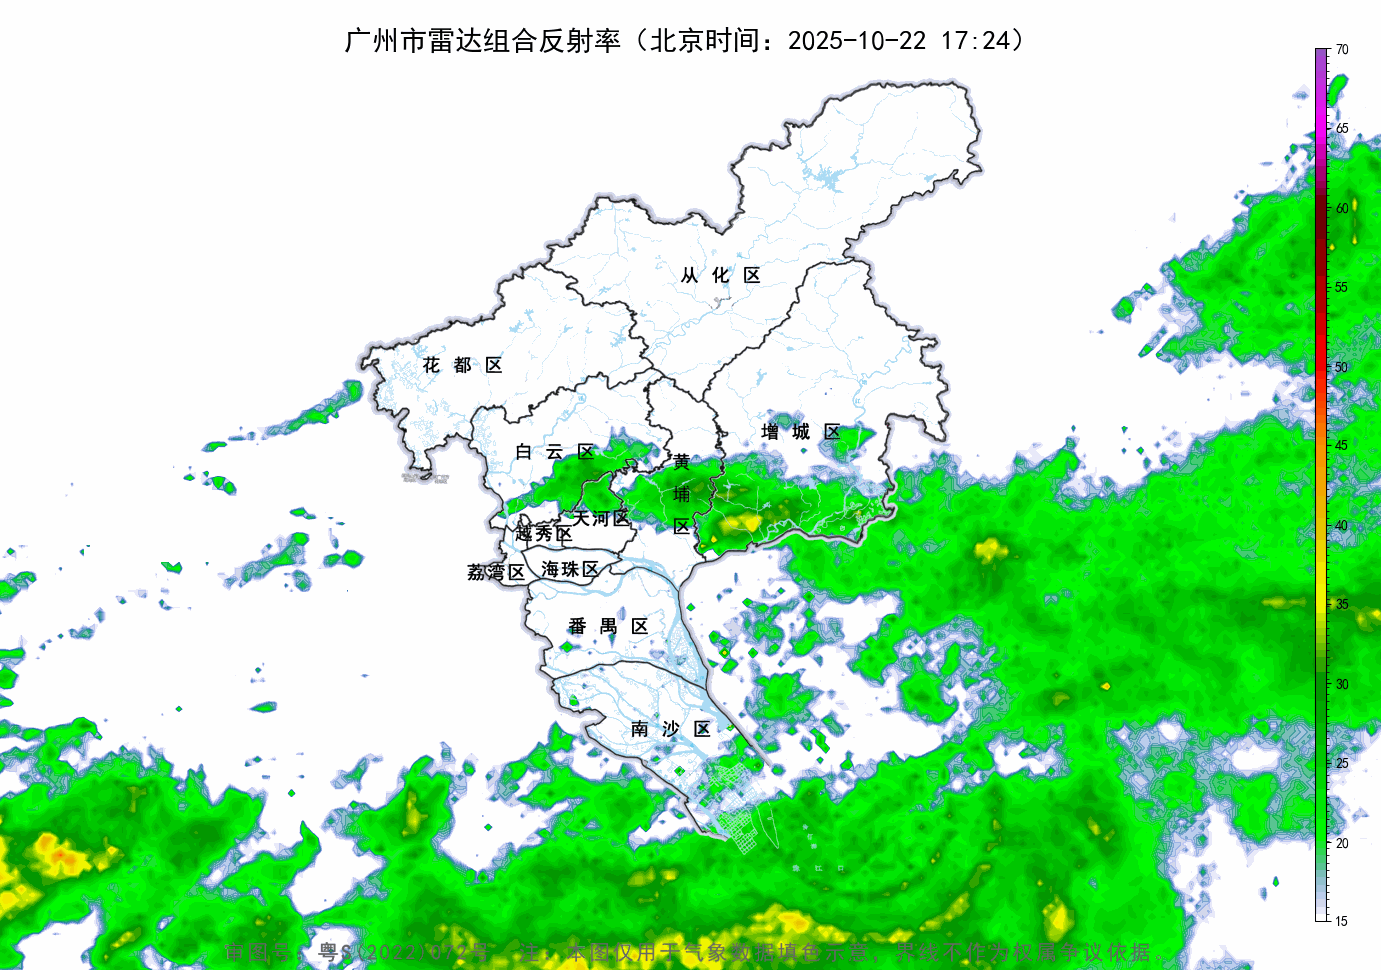 广州市雷达组合反射率（北京时间：2025-10-22 17:24）
70
65
60
55
50
45
40
35
30
25
20
15
从化区
花都区
增城区
白云区
黄埔区
天河区
越秀区
荔湾区
海珠区
番禺区
南沙区
审图号：粤S(2022)072号 注：本图仅用于气象数据填色示意，界线不作为权属争议依据。